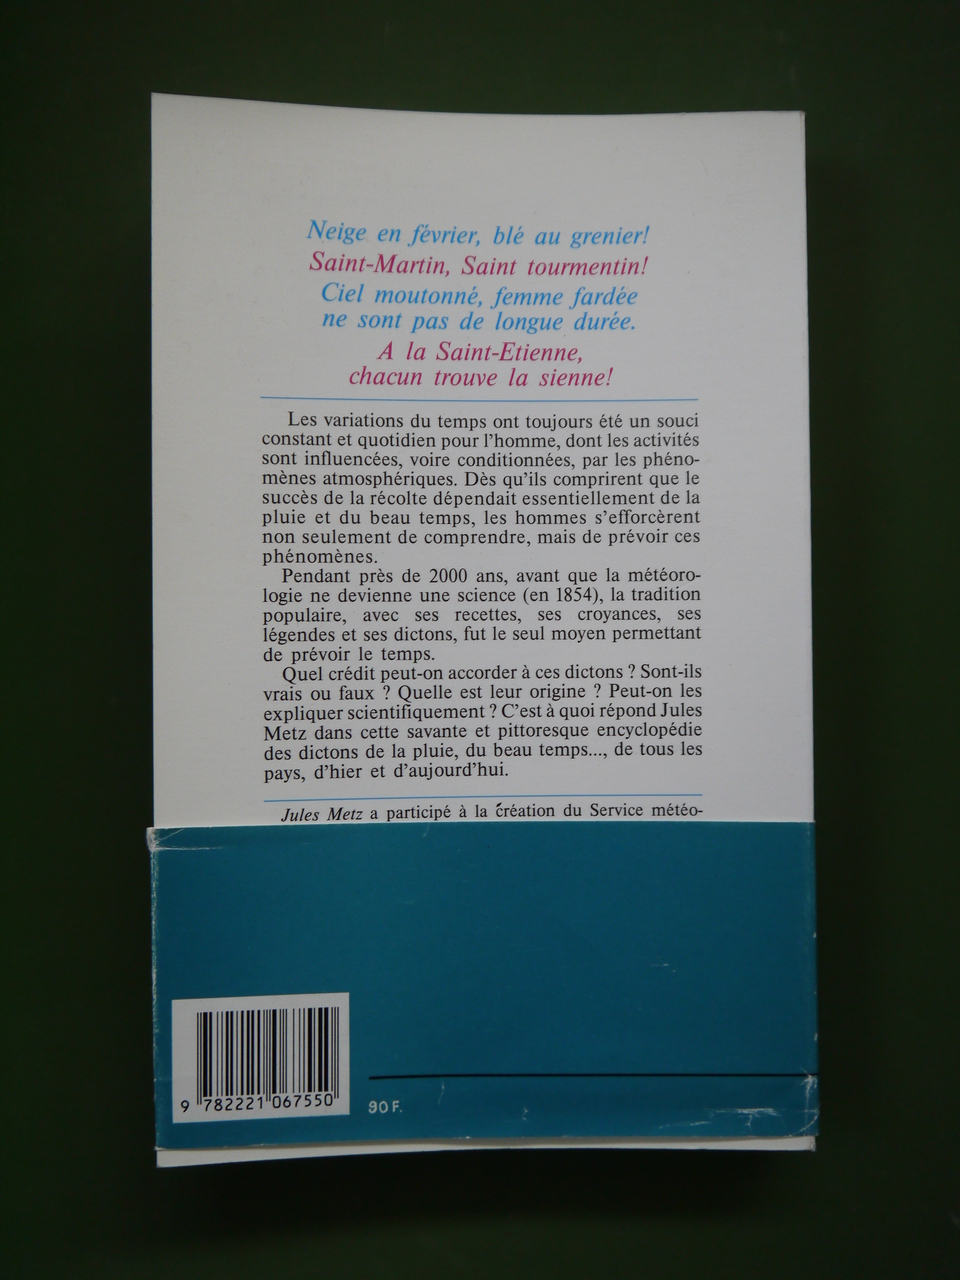 Neige en février, blé au grenier!
Saint-Martin, Saint tourmentin!
Ciel moutonné, femme fardée
ne sont pas de longue durée.
A la Saint-Etienne,
chacun trouve la sienne!
Les variations du temps ont toujours été un souci
constant et quotidien pour l'homme, dont les activités
sont influencées, voire conditionnées, par les phéno-
mènes atmosphériques. Dès qu'ils comprirent que le
succès de la récolte dépendait essentiellement de la
pluie et du beau temps, les hommes s'efforcèrent
non seulement de comprendre, mais de prévoir ces
phénomènes.
Pendant près de 2000 ans, avant que la météoro-
logie ne devienne une science (en 1854), la tradition
populaire, avec ses recettes, ses croyances, ses
légendes et ses dictons, fut le seul moyen permettant
de prévoir le temps.
Quel crédit peut-on accorder à ces dictons ? Sont-ils
vrais ou faux ? Quelle est leur origine ? Peut-on les
expliquer scientifiquement ? C'est à quoi répond Jules
Metz dans cette savante et pittoresque encyclopédie
des dictons de la pluie, du beau temps..., de tous les
pays, d'hier et d'aujourd'hui.
Jules Metz a participé à la création du Service météo-
9 782221 067550
90 F.